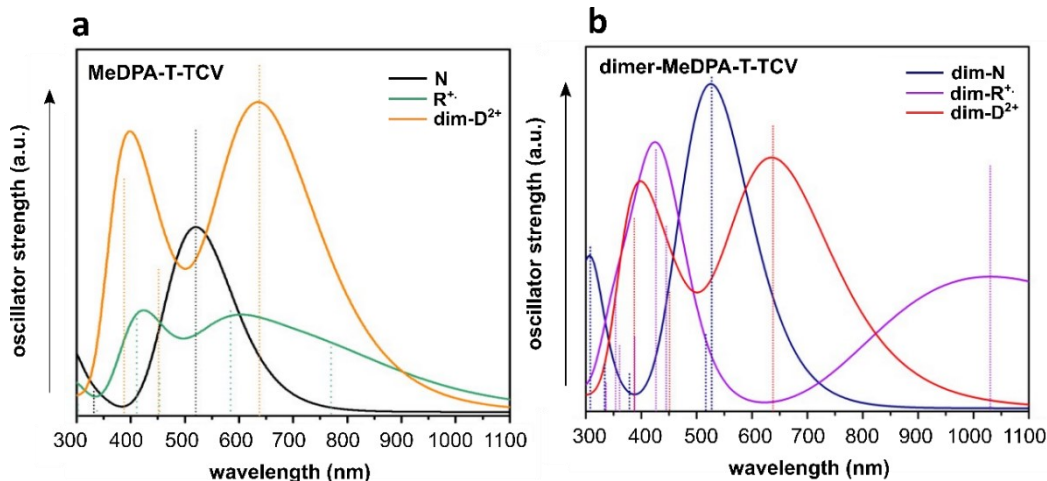 a
MeDPA-T-TCV
N
R⁺·
dim-D²⁺
oscillator strength (a.u.)
300 400 500 600 700 800 900 1000 1100
wavelength (nm)
b
dimer-MeDPA-T-TCV
dim-N
dim-R⁺·
dim-D²⁺
oscillator strength (a.u.)
300 400 500 600 700 800 900 1000 1100
wavelength (nm)